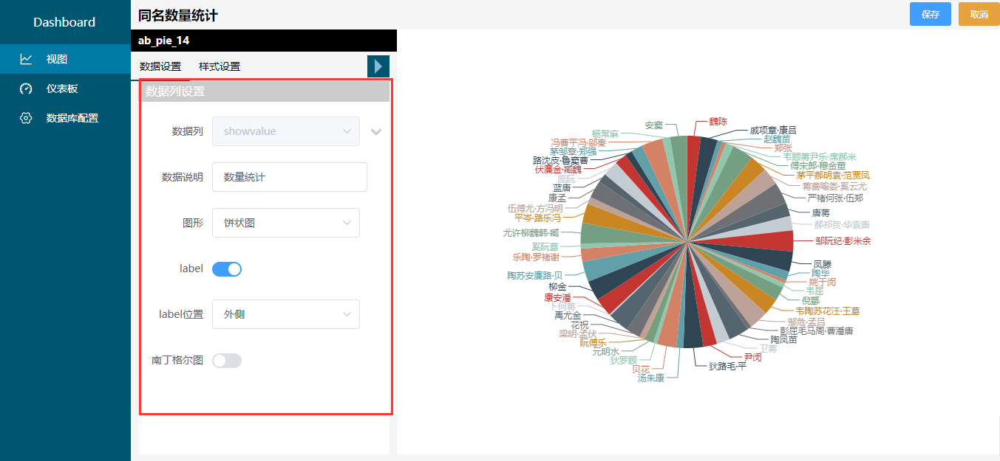 Dashboard
视图
仪表板
数据库配置
同名数量统计
保存
取消
ab_pie_14
数据设置
样式设置
数据列设置
数据列
showvalue
数据说明
数量统计
图形
饼状图
label
label位置
外侧
南丁格尔图
魏陈
戚项章·康吕
赵魏苗
郑张
韦顾蒋尹乐·席郝米
傅宋郎·穆金董
茅平郝明袁·范贾凤
蒋费喻娄·奚云尤
严褚何张·伍郑
唐蒋
郝祁贺·华袁唐
邹阮纪·彭米余
凤滕
陶毕
姚于闵
韦屈
倪酆
韦陶苏花汪·王葛
邹危·孟吕
彭屈毛马周·曹潘唐
陶凤苗
卫蒋
尹闵
狄路毛·平
汤朱康
贝花
狄罗顾
元明水
阮傅乐
梁明·孟伏
花祝
禹尤金
卜何蒋
康安潘
柳金
陶苏安廉路·贝
乐陶·罗褚谢
奚阮葛
尤许柳魏韩·臧
平岑·路乐冯
伍傅尤·方冯明
康孟
蓝唐
庞阮
伏廉金·臧魏
路沈皮·鲁窦曹
茅邹章·郑强
冯曹平冯·邬秦
杨常麻
安窦